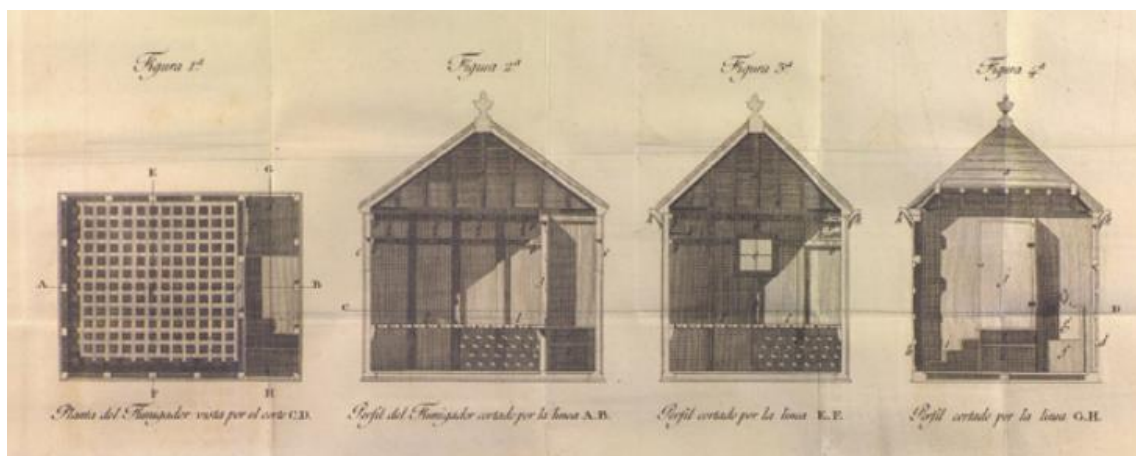 Figura 1ª
Figura 2ª
Figura 3ª
Figura 4ª
E
G
A
B
F
H
C
D
Planta del Fumigador vista por el corte C.D.
Perfil del Fumigador cortado por la linea A.B.
Perfil cortado por la linea E.F.
Perfil cortado por la linea G.H.